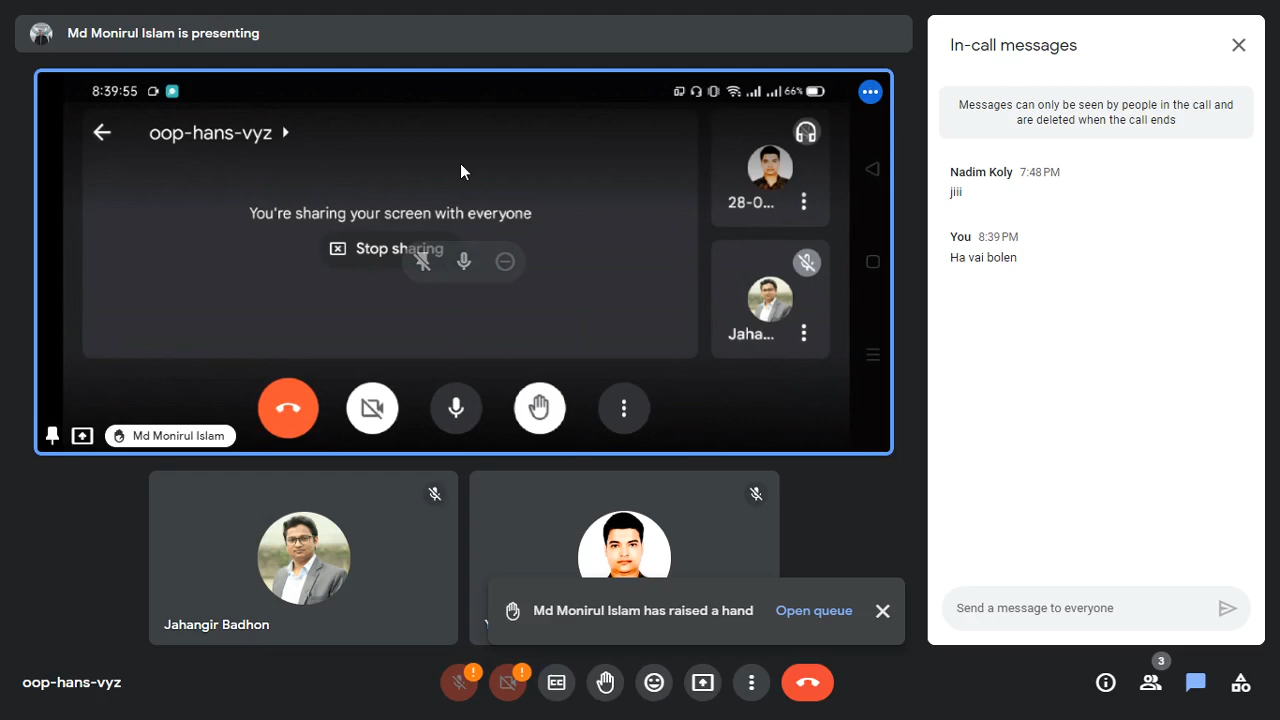 Md Monirul Islam is presenting
8:39:55
66%
oop-hans-vyz
You're sharing your screen with everyone
Stop sharing
28-0...
Jaha...
Md Monirul Islam
Jahangir Badhon
Md Monirul Islam has raised a hand
Open queue
oop-hans-vyz
CC
3
In-call messages
Messages can only be seen by people in the call and
are deleted when the call ends
Nadim Koly 7:48 PM
jiii
You 8:39 PM
Ha vai bolen
Send a message to everyone